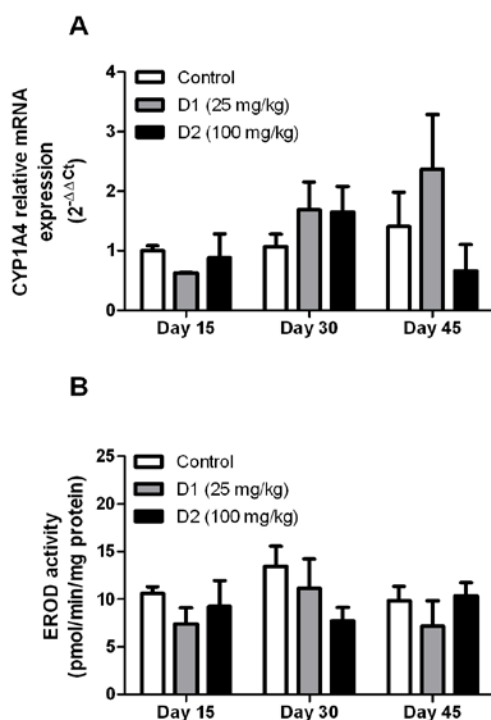 A
CYP1A4 relative mRNA
expression
(2-ΔΔCt)
4
3
2
1
0
Control
D1 (25 mg/kg)
D2 (100 mg/kg)
Day 15
Day 30
Day 45
B
EROD activity
(pmol/min/mg protein)
25
20
15
10
5
0
Control
D1 (25 mg/kg)
D2 (100 mg/kg)
Day 15
Day 30
Day 45